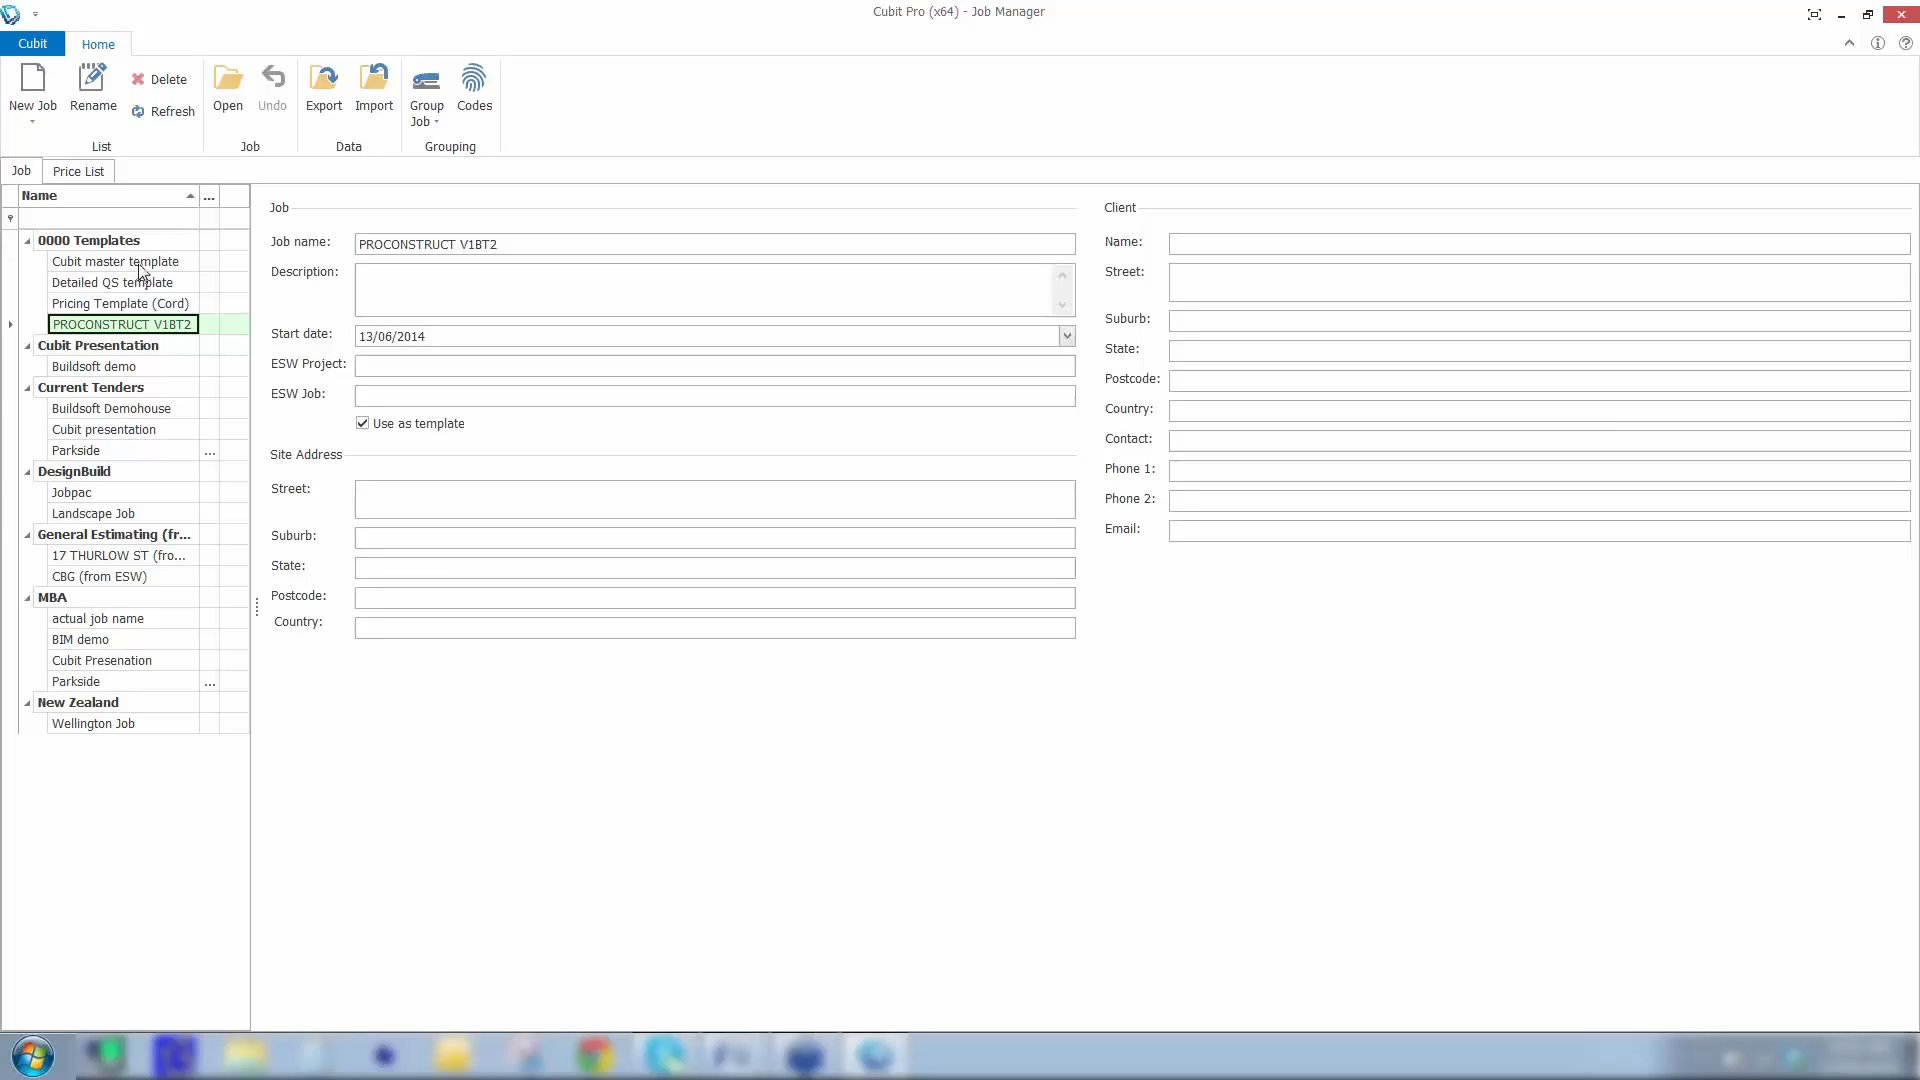 Cubit Pro (x64) - Job Manager
Cubit
Home
New Job
Rename
Delete
Refresh
List
Open
Undo
Job
Export
Import
Data
Group
Job
Codes
Grouping
Job
Price List
Name
...
0000 Templates
Cubit master template
Detailed QS template
Pricing Template (Cord)
PROCONSTRUCT V1BT2
Cubit Presentation
Buildsoft demo
Current Tenders
Buildsoft Demohouse
Cubit presentation
Parkside ...
DesignBuild
Jobpac
Landscape Job
General Estimating (fr...
17 THURLOW ST (fro...
CBG (from ESW)
MBA
actual job name
BIM demo
Cubit Presenation
Parkside ...
New Zealand
Wellington Job
Job
Job name: PROCONSTRUCT V1BT2
Description:
Start date: 13/06/2014
ESW Project:
ESW Job:
Use as template
Site Address
Street:
Suburb:
State:
Postcode:
Country:
Client
Name:
Street:
Suburb:
State:
Postcode:
Country:
Contact:
Phone 1:
Phone 2:
Email: